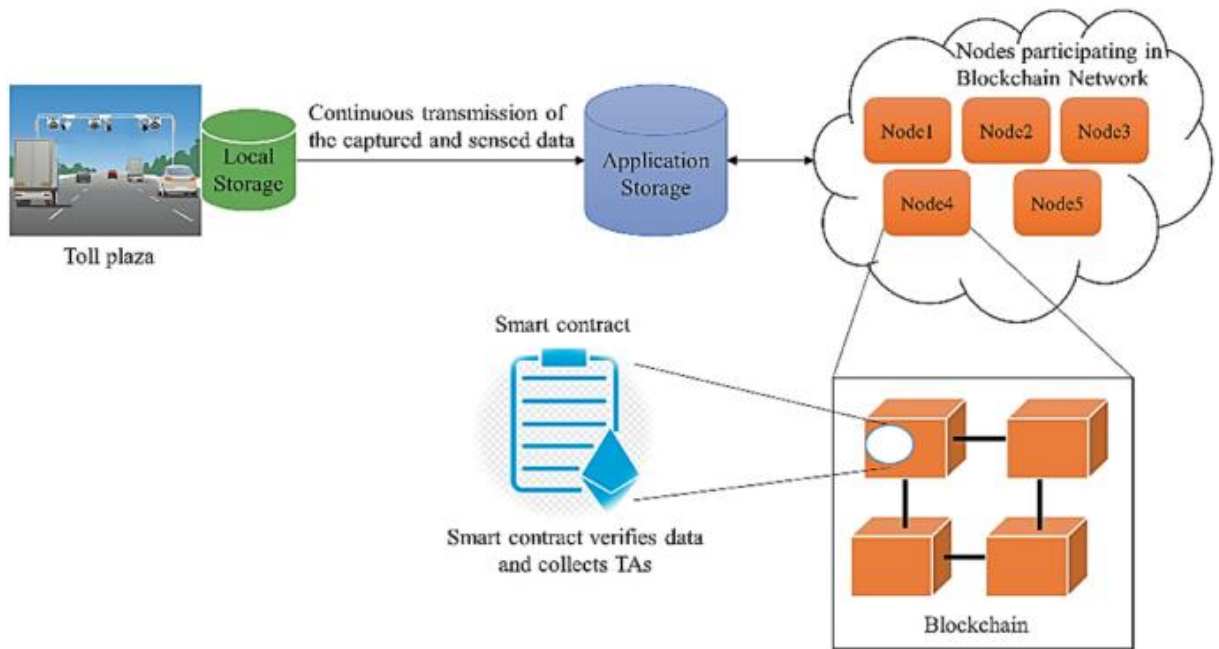 Nodes participating in
Blockchain Network
Node1
Node2
Node3
Node4
Node5
Continuous transmission of
the captured and sensed data
Local
Storage
Application
Storage
Toll plaza
Smart contract
Smart contract verifies data
and collects TAs
Blockchain